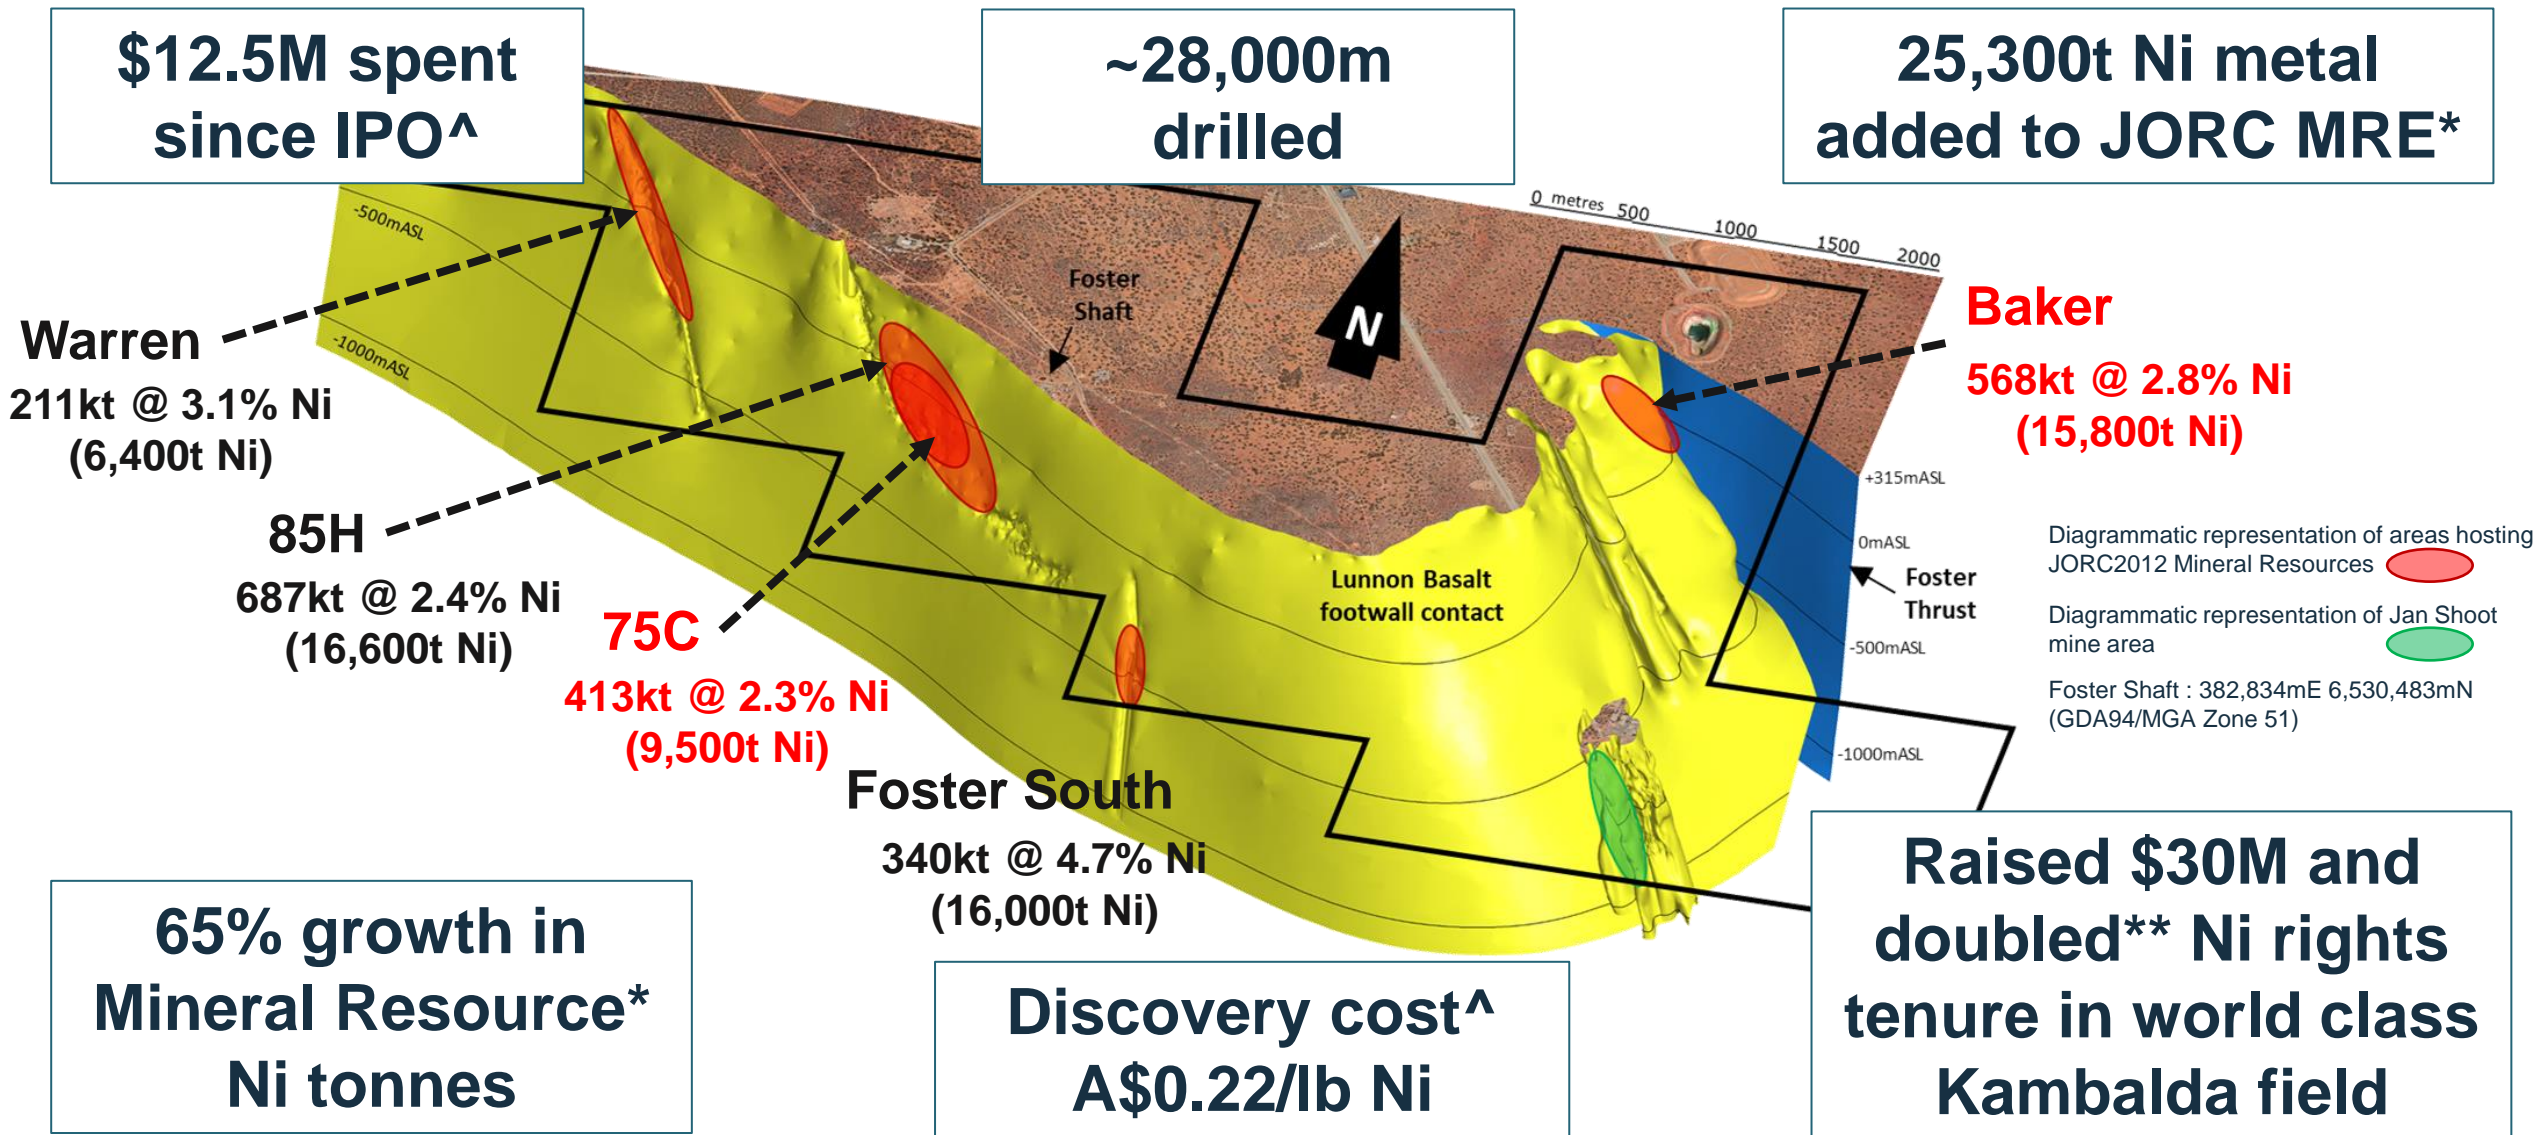 $12.5M spent
since IPO^
~28,000m
drilled
25,300t Ni metal
added to JORC MRE*
0 metres 500 1000 1500 2000
-500mASL
-1000mASL
Foster
Shaft
N
Warren
211kt @ 3.1% Ni
(6,400t Ni)
85H
687kt @ 2.4% Ni
(16,600t Ni)
75C
413kt @ 2.3% Ni
(9,500t Ni)
Foster South
340kt @ 4.7% Ni
(16,000t Ni)
Baker
568kt @ 2.8% Ni
(15,800t Ni)
Lunnon Basalt
footwall contact
+315mASL
0mASL
Foster
Thrust
-500mASL
-1000mASL
Diagrammatic representation of areas hosting
JORC2012 Mineral Resources
Diagrammatic representation of Jan Shoot
mine area
Foster Shaft : 382,834mE 6,530,483mN
(GDA94/MGA Zone 51)
65% growth in
Mineral Resource*
Ni tonnes
Discovery cost^
A$0.22/lb Ni
Raised $30M and
doubled** Ni rights
tenure in world class
Kambalda field